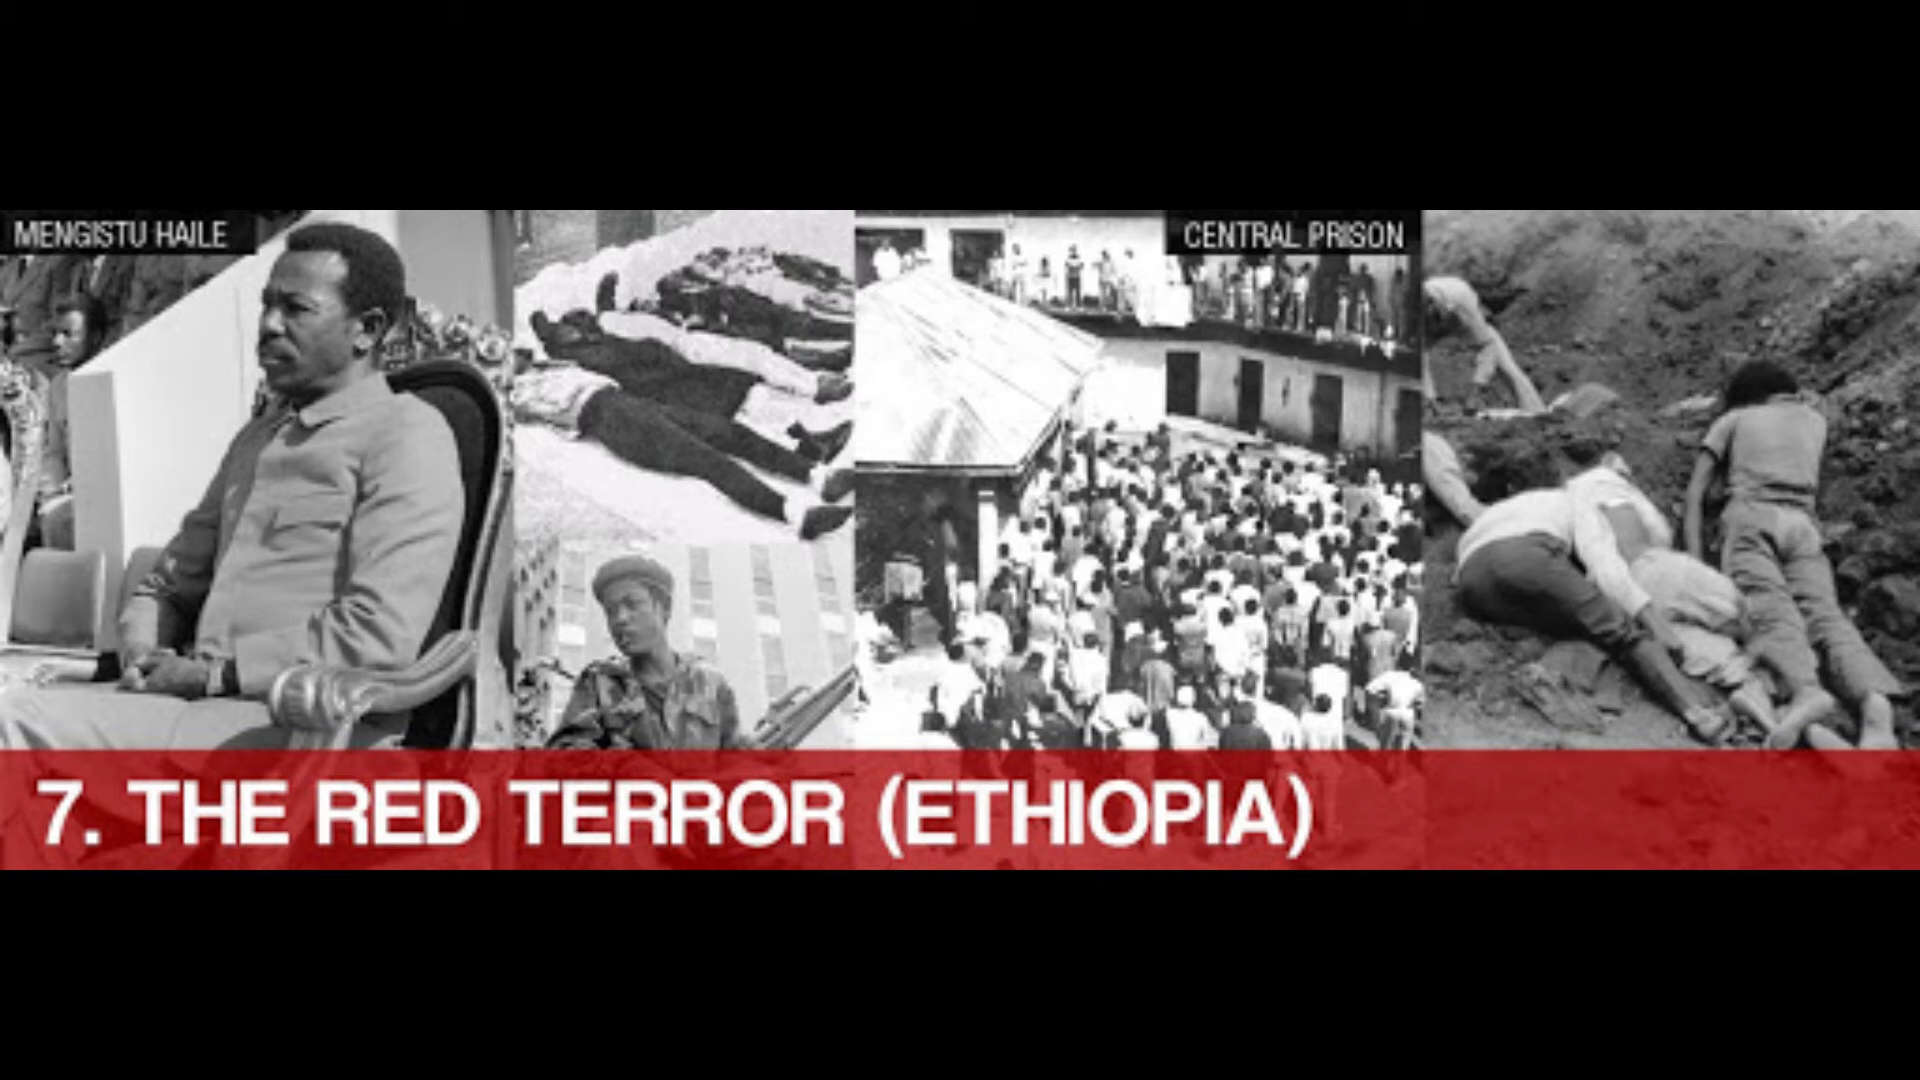 MENGISTU HAILE
CENTRAL PRISON
7. THE RED TERROR (ETHIOPIA)